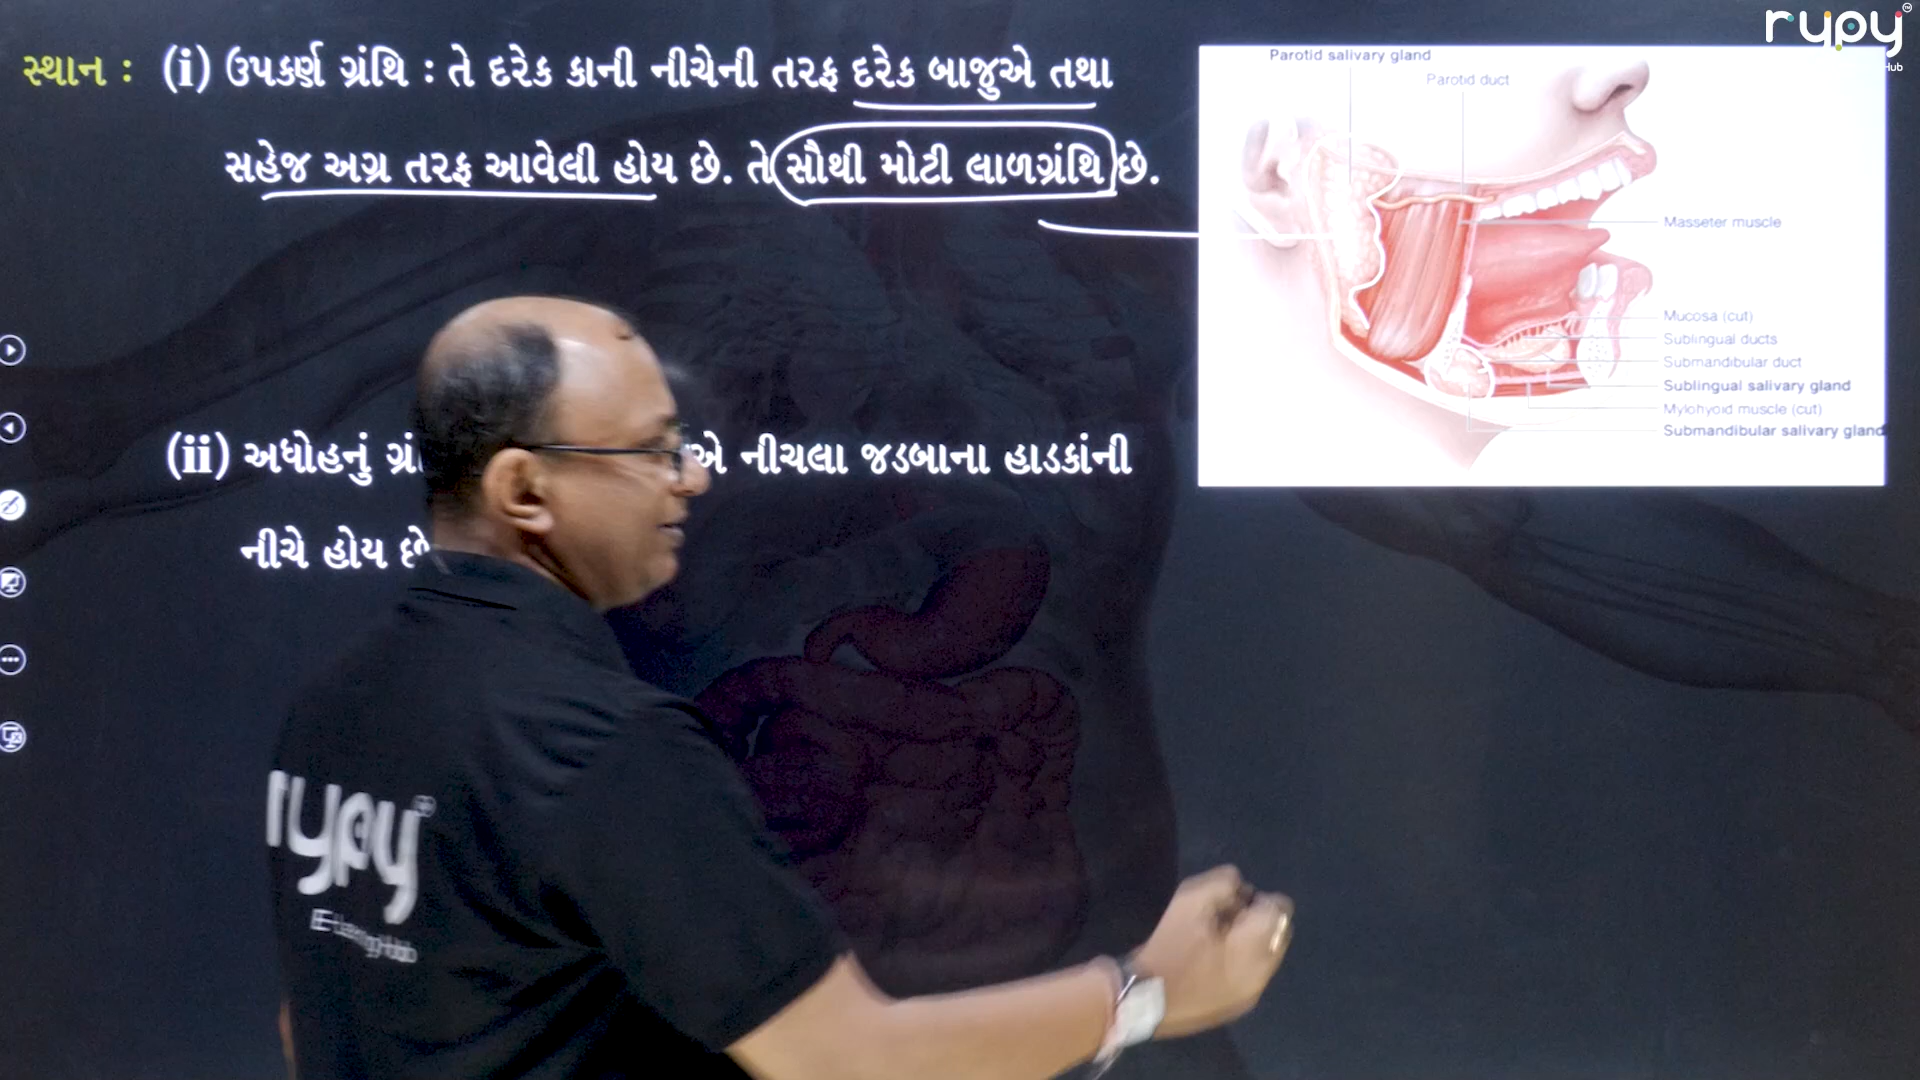 rypy
Hub
સ્થાન : (i) ઉપકર્ણ ગ્રંથિ : તે દરેક કાની નીચેની તરફ દરેક બાજુએ તથા
સહેજ અગ્ર તરફ આવેલી હોય છે. તે સૌથી મોટી લાળગ્રંથિ છે.
(ii) અધોહનું નીચલા જડબાના હાડકાંની
નીચે હોય
Parotid salivary gland
Parotid duct
Masseter muscle
Mucosa (cut)
Sublingual ducts
Submandibular duct
Sublingual salivary gland
Mylohyoid muscle (cut)
Submandibular salivary gland
rypy